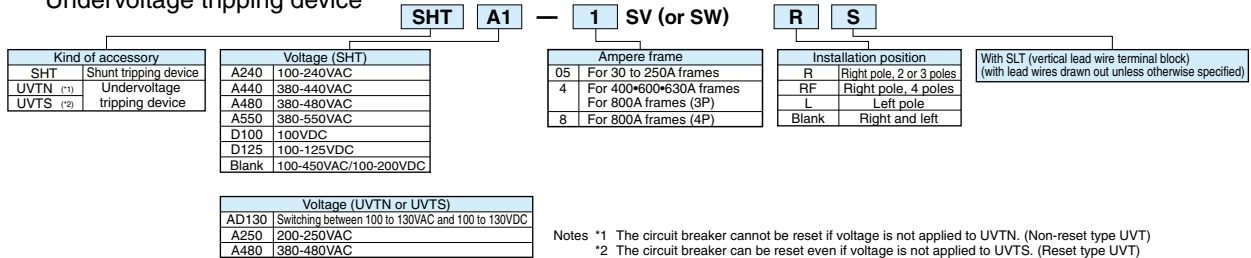 Undervoltage tripping device
SHT A1 — 1 SV (or SW) R S
Kind of accessory
SHT Shunt tripping device
UVTN (*1) Undervoltage
UVTS (*2) tripping device
Voltage (SHT)
A240 100-240VAC
A440 380-440VAC
A480 380-480VAC
A550 380-550VAC
D100 100VDC
D125 100-125VDC
Blank 100-450VAC/100-200VDC
Ampere frame
05 For 30 to 250A frames
4 For 400•600•630A frames
For 800A frames (3P)
8 For 800A frames (4P)
Installation position
R Right pole, 2 or 3 poles
RF Right pole, 4 poles
L Left pole
Blank Right and left
With SLT (vertical lead wire terminal block)
(with lead wires drawn out unless otherwise specified)
Voltage (UVTN or UVTS)
AD130 Switching between 100 to 130VAC and 100 to 130VDC
A250 200-250VAC
A480 380-480VAC
Notes *1 The circuit breaker cannot be reset if voltage is not applied to UVTN. (Non-reset type UVT)
*2 The circuit breaker can be reset even if voltage is not applied to UVTS. (Reset type UVT)